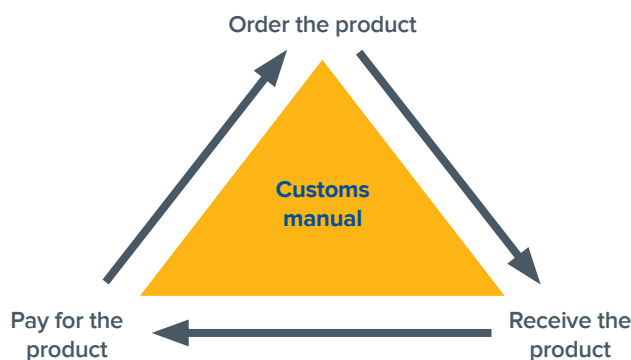 Order the product
Customs
manual
Pay for the
product
Receive the
product